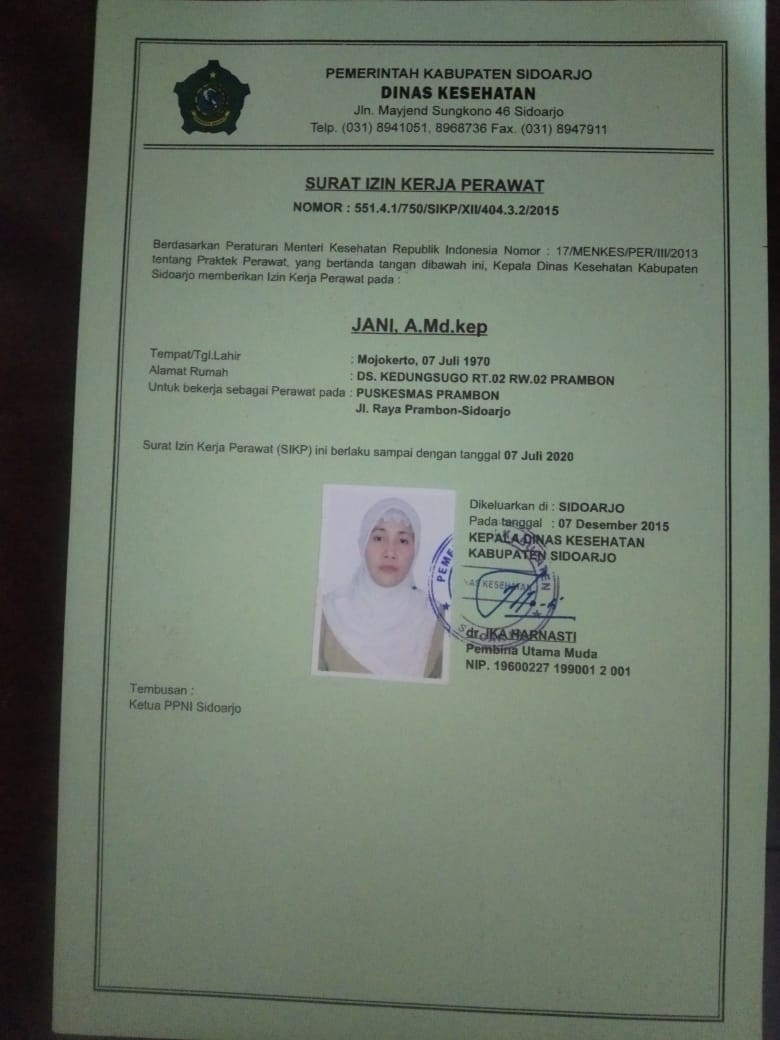 PEMERINTAH KABUPATEN SIDOARJO
DINAS KESEHATAN
Jln. Mayjend Sungkono 46 Sidoarjo
Telp. (031) 8941051, 8968736 Fax. (031) 8947911
SURAT IZIN KERJA PERAWAT
NOMOR : 551.4.1/750/SIKP/XII/404.3.2/2015
Berdasarkan Peraturan Menteri Kesehatan Republik Indonesia Nomor : 17/MENKES/PER/III/2013
tentang Praktek Perawat, yang bertanda tangan dibawah ini, Kepala Dinas Kesehatan Kabupaten
Sidoarjo memberikan Izin Kerja Perawat pada :
JANI, A.Md.kep
Tempat/Tgl.Lahir : Mojokerto, 07 Juli 1970
Alamat Rumah : DS. KEDUNGSUGO RT.02 RW.02 PRAMBON
Untuk bekerja sebagai Perawat pada : PUSKESMAS PRAMBON
Jl. Raya Prambon-Sidoarjo
Surat Izin Kerja Perawat (SIKP) ini berlaku sampai dengan tanggal 07 Juli 2020
Dikeluarkan di : SIDOARJO
Pada tanggal : 07 Desember 2015
KEPALA DINAS KESEHATAN
KABUPATEN SIDOARJO
dr. IKA HARNASTI
Pembina Utama Muda
NIP. 19600227 199001 2 001
Tembusan :
Ketua PPNI Sidoarjo